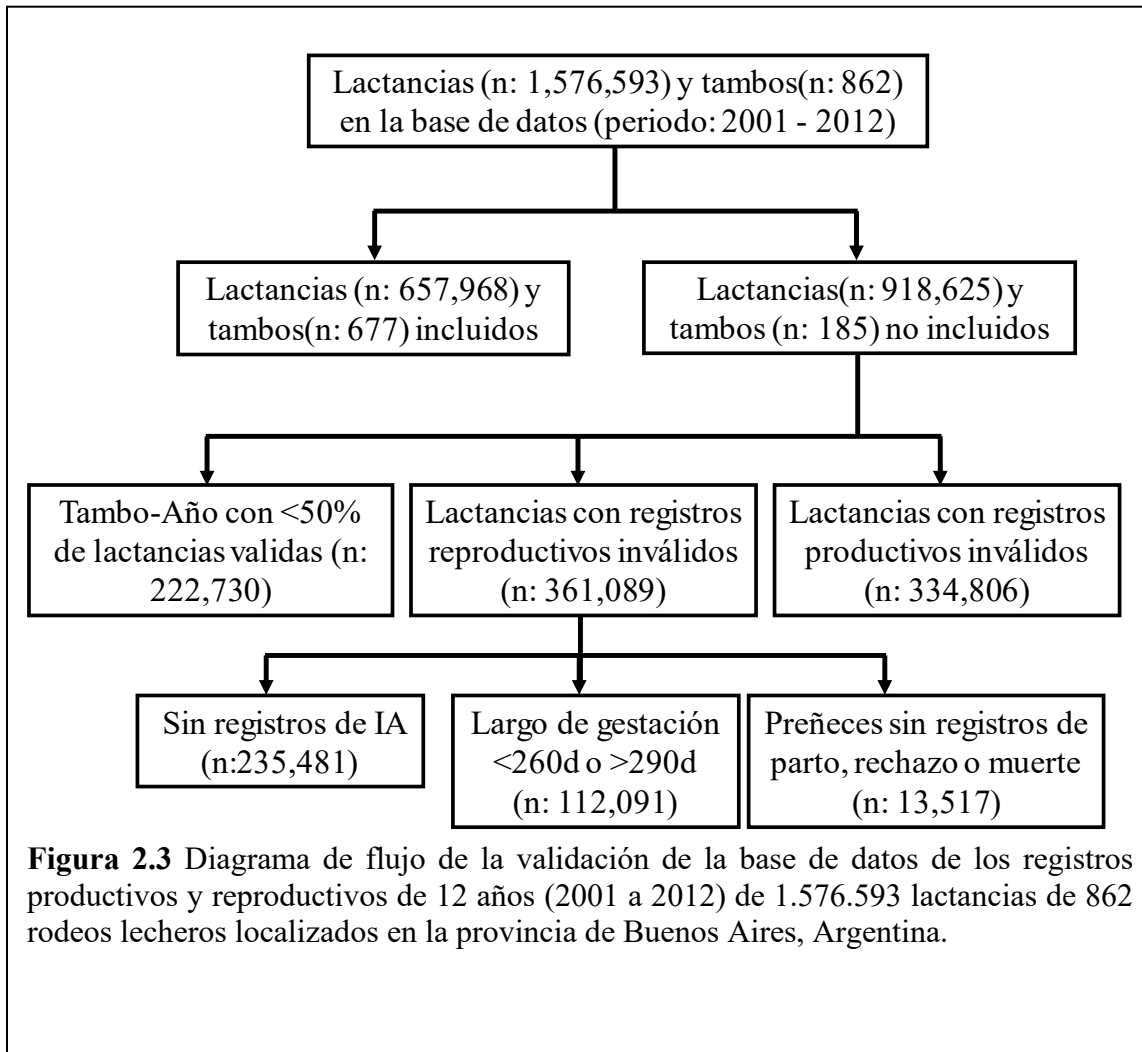 Lactancias (n: 1,576,593) y tambos(n: 862)
en la base de datos (periodo: 2001 - 2012)
Lactancias (n: 657,968) y
tambos(n: 677) incluidos
Lactancias(n: 918,625) y
tambos (n: 185) no incluidos
Tambo-Año con <50%
de lactancias validas (n:
222,730)
Lactancias con registros
reproductivos inválidos
(n: 361,089)
Lactancias con registros
productivos inválidos
(n: 334,806)
Sin registros de IA
(n:235,481)
Largo de gestación
<260d o >290d
(n: 112,091)
Preñeces sin registros de
parto, rechazo o muerte
(n: 13,517)
Figura 2.3 Diagrama de flujo de la validación de la base de datos de los registros
productivos y reproductivos de 12 años (2001 a 2012) de 1.576.593 lactancias de 862
rodeos lecheros localizados en la provincia de Buenos Aires, Argentina.